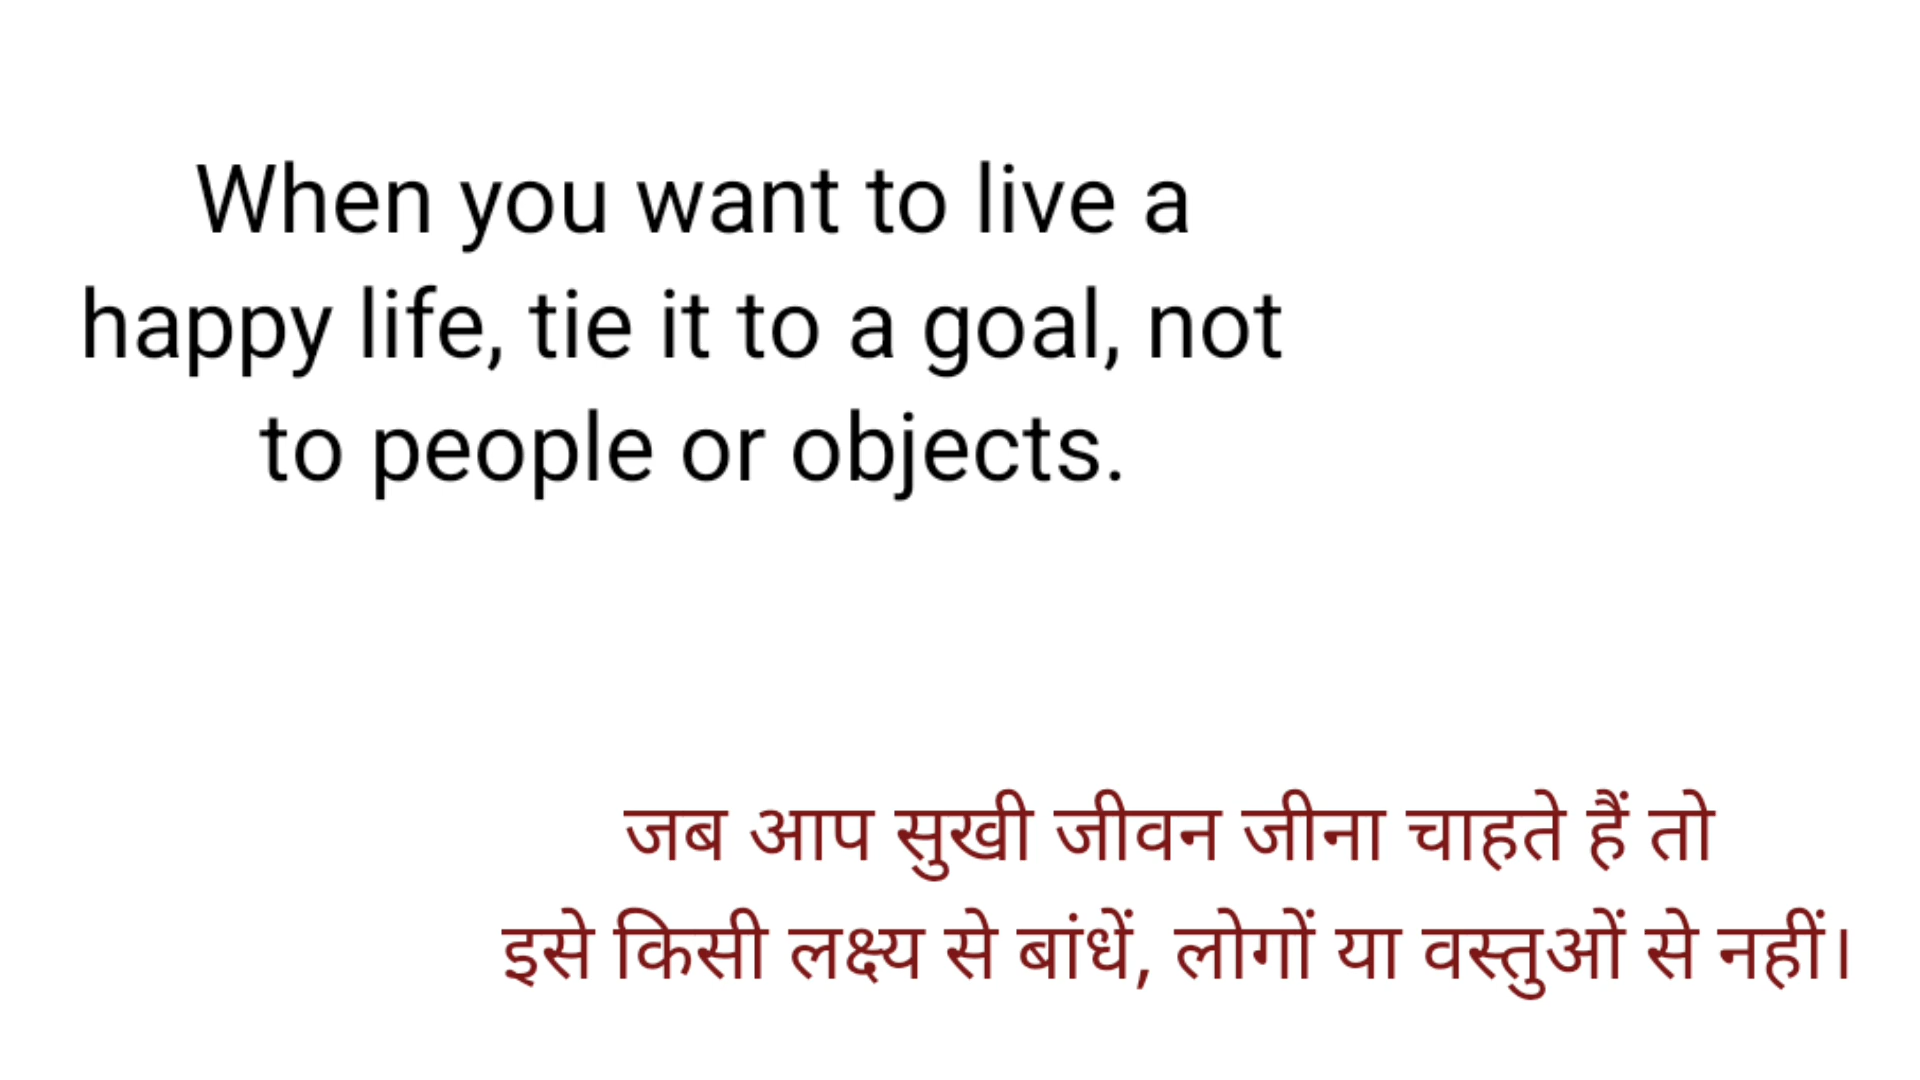 When you want to live a
happy life, tie it to a goal, not
to people or objects.
जब आप सुखी जीवन जीना चाहते हैं तो
इसे किसी लक्ष्य से बांधें, लोगों या वस्तुओं से नहीं।